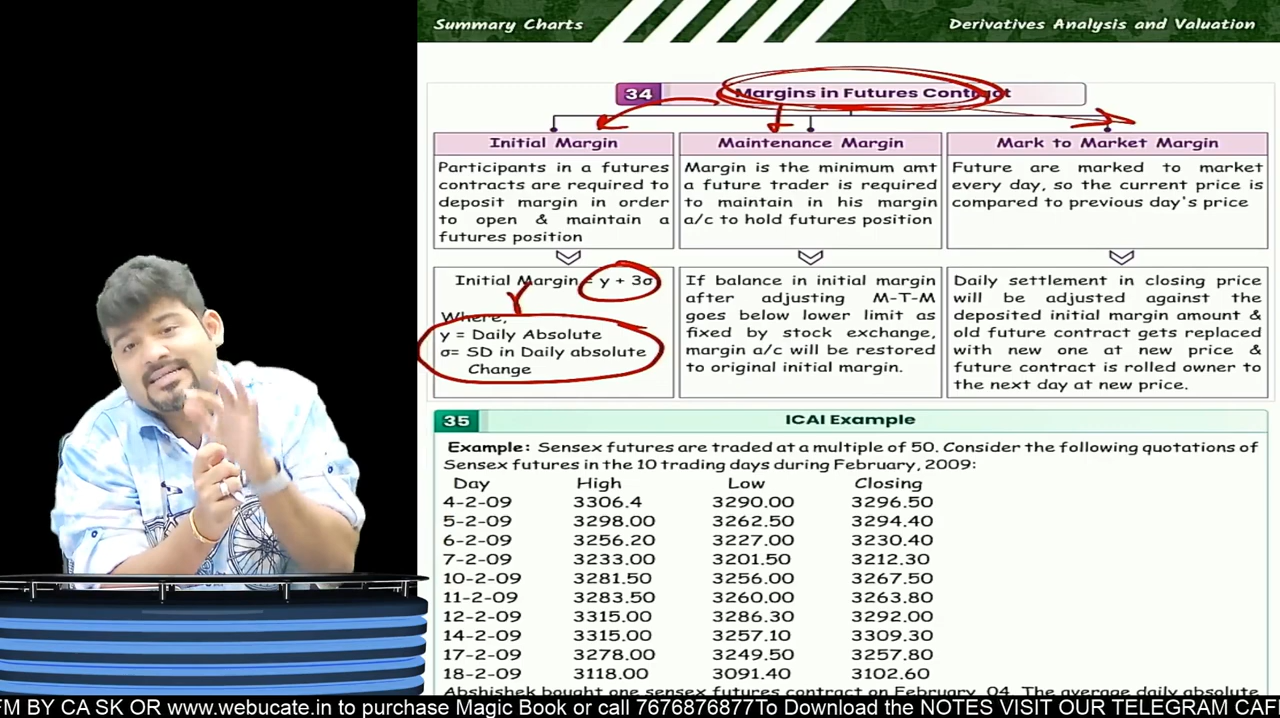 Summary Charts
Derivatives Analysis and Valuation
34
Margins in Futures Contract
Initial Margin
Participants in a futures
contracts are required to
deposit margin in order
to open & maintain a
futures position
Initial Margin = y + 3σ
Where,
y = Daily Absolute
σ= SD in Daily absolute
Change
Maintenance Margin
Margin is the minimum amt
a future trader is required
to maintain in his margin
a/c to hold futures position
If balance in initial margin
after adjusting M-T-M
goes below lower limit as
fixed by stock exchange,
margin a/c will be restored
to original initial margin.
Mark to Market Margin
Future are marked to market
every day, so the current price is
compared to previous day's price
Daily settlement in closing price
will be adjusted against the
deposited initial margin amount &
old future contract gets replaced
with new one at new price &
future contract is rolled owner to
the next day at new price.
35
ICAI Example
Example: Sensex futures are traded at a multiple of 50. Consider the following quotations of
Sensex futures in the 10 trading days during February, 2009:
Day High Low Closing
4-2-09 3306.4 3290.00 3296.50
5-2-09 3298.00 3262.50 3294.40
6-2-09 3256.20 3227.00 3230.40
7-2-09 3233.00 3201.50 3212.30
10-2-09 3281.50 3256.00 3267.50
11-2-09 3283.50 3260.00 3263.80
12-2-09 3315.00 3286.30 3292.00
14-2-09 3315.00 3257.10 3309.30
17-2-09 3278.00 3249.50 3257.80
18-2-09 3118.00 3091.40 3102.60
Abshishek bought one sensex futures contract on February, 04. The average daily absolute
FM BY CA SK OR www.webucate.in to purchase Magic Book or call 7676876877To Download the NOTES VISIT OUR TELEGRAM CAF